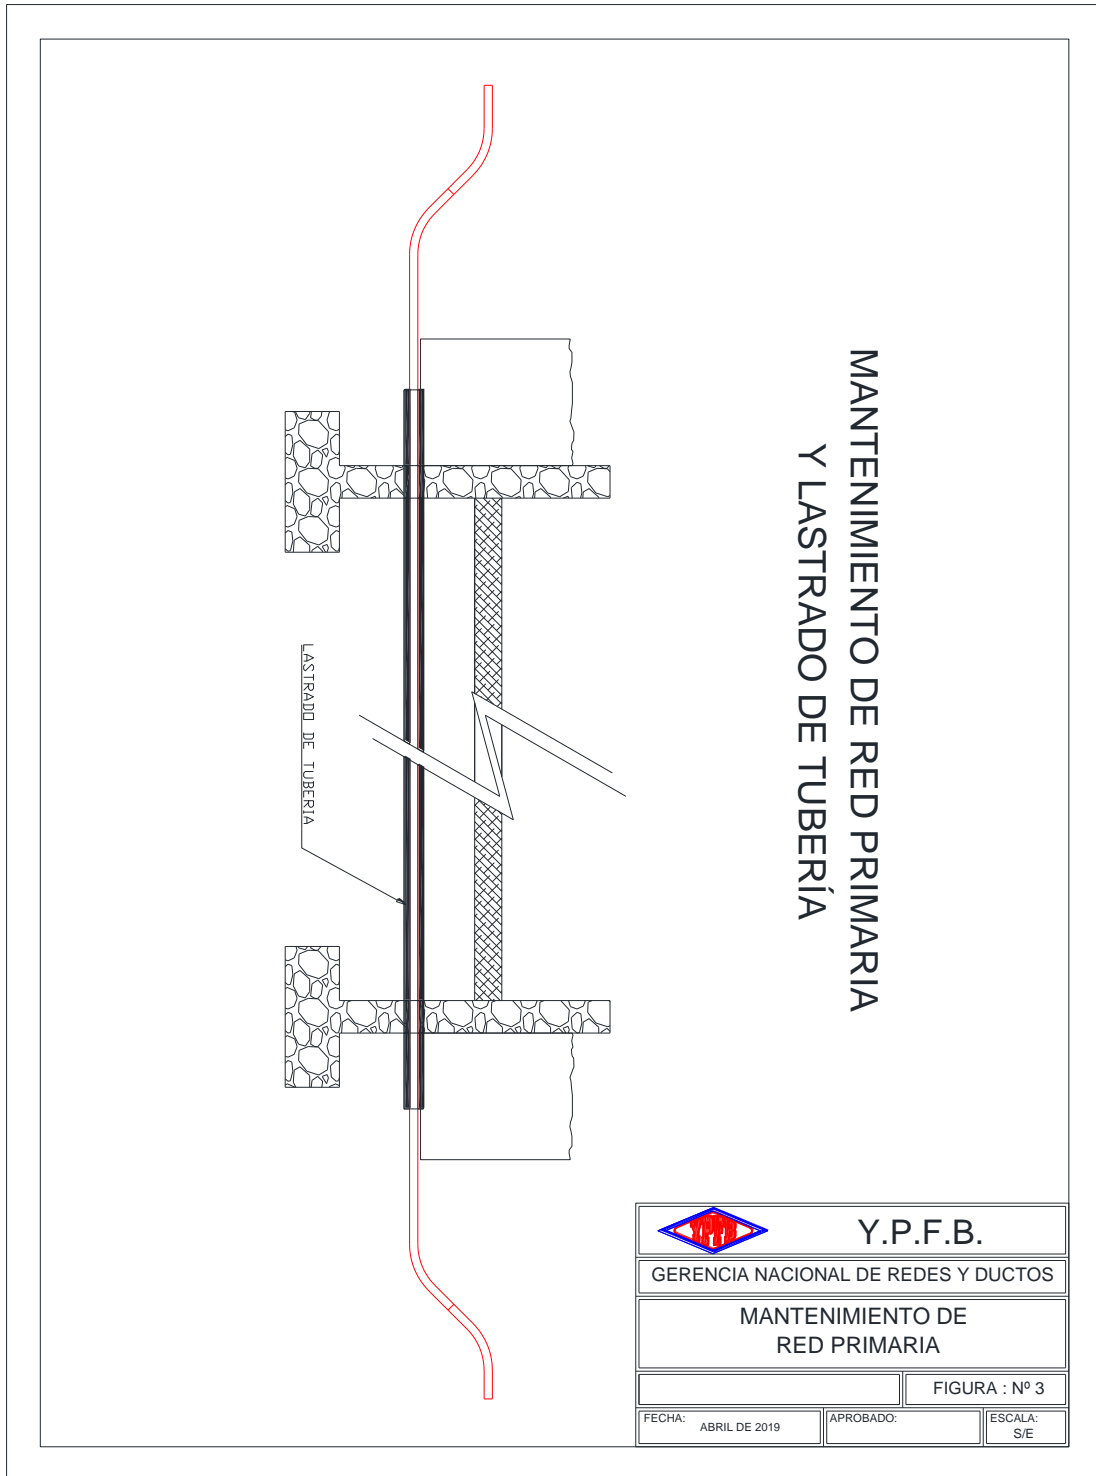 MANTENIMIENTO DE RED PRIMARIA
Y LASTRADO DE TUBERÍA
LASTRADO DE TUBERIA
Y.P.F.B.
GERENCIA NACIONAL DE REDES Y DUCTOS
MANTENIMIENTO DE
RED PRIMARIA
FIGURA : Nº 3
FECHA: ABRIL DE 2019
APROBADO:
ESCALA:
S/E